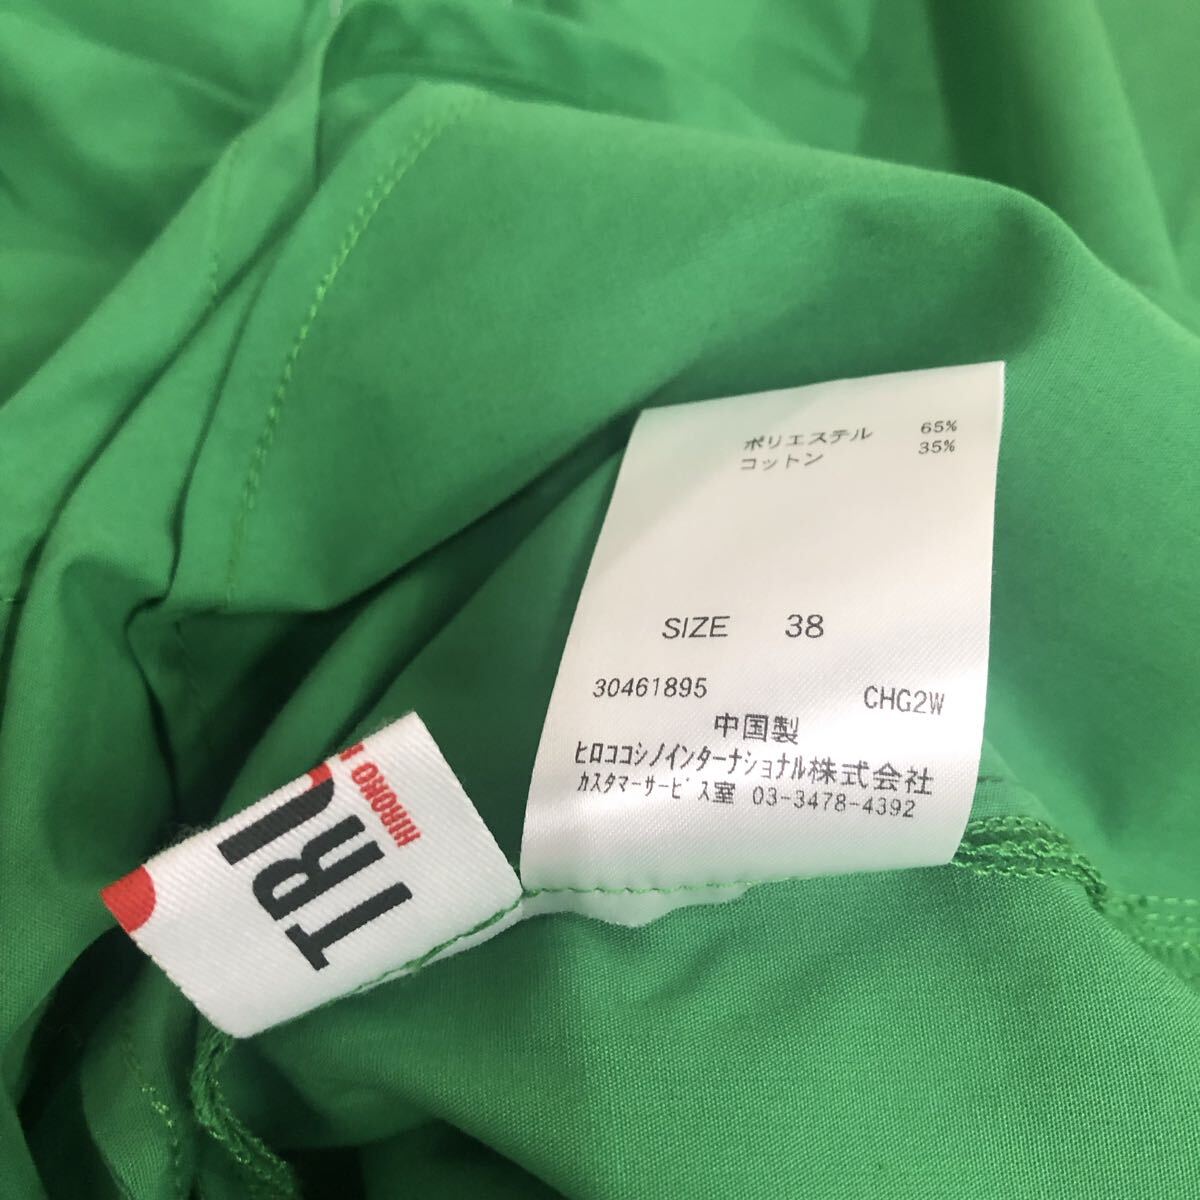 ポリエステル 65%
コットン 35%
SIZE 38
30461895 CHG2W
中国製
ヒロココシノインターナショナル株式会社
カスタマーサービス室 03-3478-4392
HIROKO